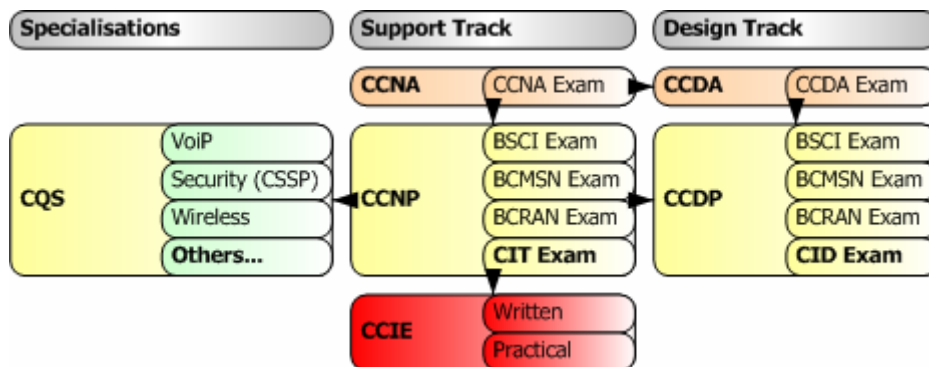 Specialisations
Support Track
Design Track
CCNA
CCNA Exam
CCDA
CCDA Exam
CQS
VoiP
Security (CSSP)
Wireless
Others...
CCNP
BSCI Exam
BCMSN Exam
BCRAN Exam
CIT Exam
CCDP
BSCI Exam
BCMSN Exam
BCRAN Exam
CID Exam
CCIE
Written
Practical